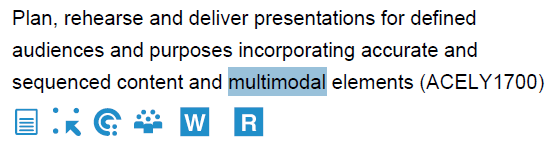 Plan, rehearse and deliver presentations for defined
audiences and purposes incorporating accurate and
sequenced content and multimodal elements (ACELY1700)
W R